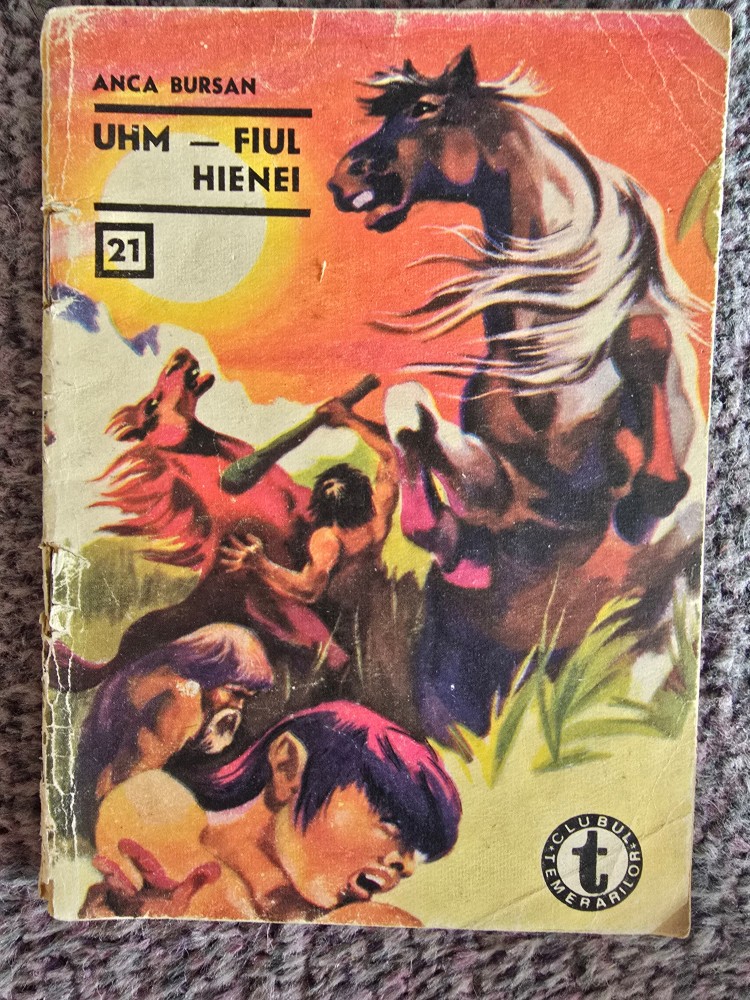 ANCA BURSAN
UHM — FIUL
HIENEI
21
CLUBUL
t
TEMERARILOR